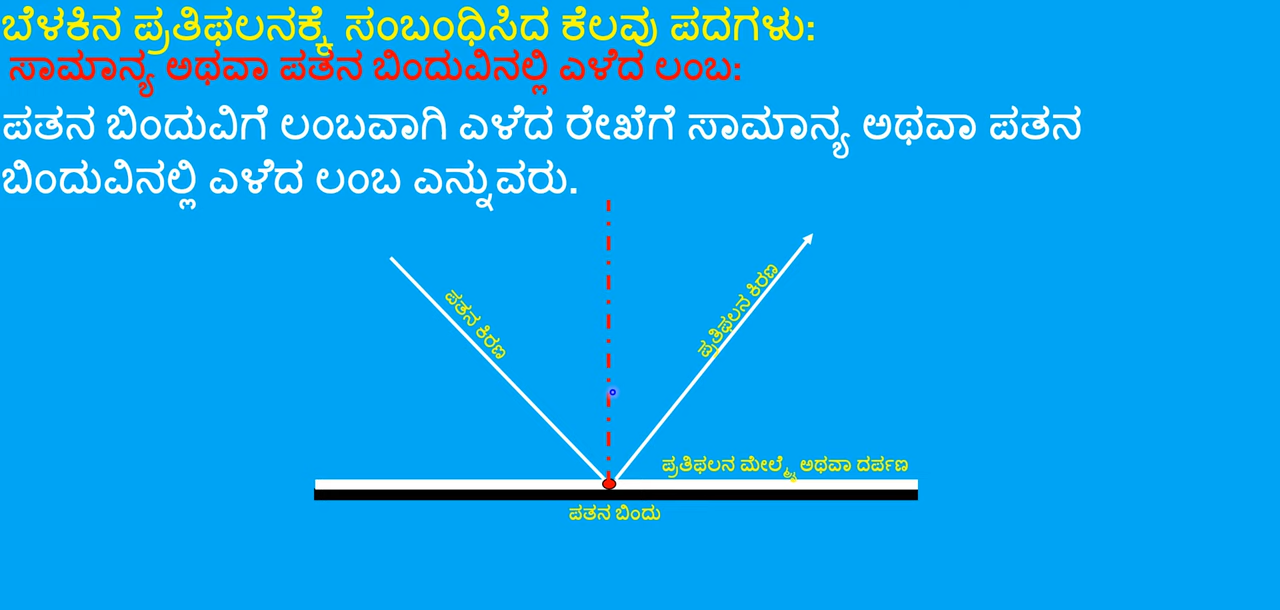 ಬೆಳಕಿನ ಪ್ರತಿಫಲನಕ್ಕೆ ಸಂಬಂಧಿಸಿದ ಕೆಲವು ಪದಗಳು:
ಸಾಮಾನ್ಯ ಅಥವಾ ಪತನ ಬಿಂದುವಿನಲ್ಲಿ ಎಳೆದ ಲಂಬ:
ಪತನ ಬಿಂದುವಿಗೆ ಲಂಬವಾಗಿ ಎಳೆದ ರೇಖೆಗೆ ಸಾಮಾನ್ಯ ಅಥವಾ ಪತನ
ಬಿಂದುವಿನಲ್ಲಿ ಎಳೆದ ಲಂಬ ಎನ್ನುವರು.
ಪತನ ಕಿರಣ
ಪ್ರತಿಫಲನ ಕಿರಣ
ಪ್ರತಿಫಲನ ಮೇಲ್ಮೈ ಅಥವಾ ದರ್ಪಣ
ಪತನ ಬಿಂದು